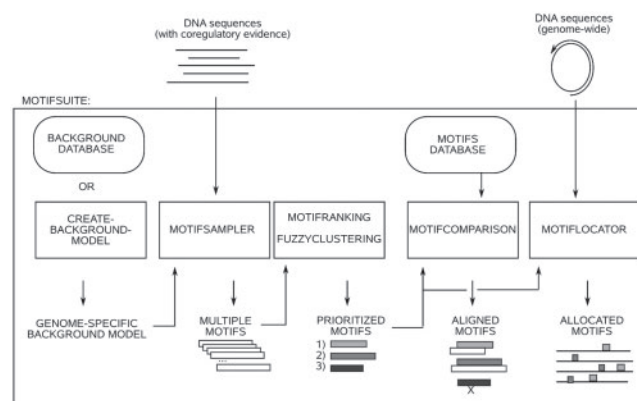 DNA sequences
(with coregulatory evidence)
DNA sequences
(genome-wide)
MOTIFSUITE:
BACKGROUND
DATABASE
OR
CREATE-
BACKGROUND-
MODEL
MOTIFSAMPLER
MOTIFRANKING
FUZZYCLUSTERING
MOTIFS
DATABASE
MOTIFCOMPARISON
MOTIFLOCATOR
GENOME-SPECIFIC
BACKGROUND MODEL
MULTIPLE
MOTIFS
...
PRIORITIZED
MOTIFS
1)
2)
3)
ALIGNED
MOTIFS
X
ALLOCATED
MOTIFS